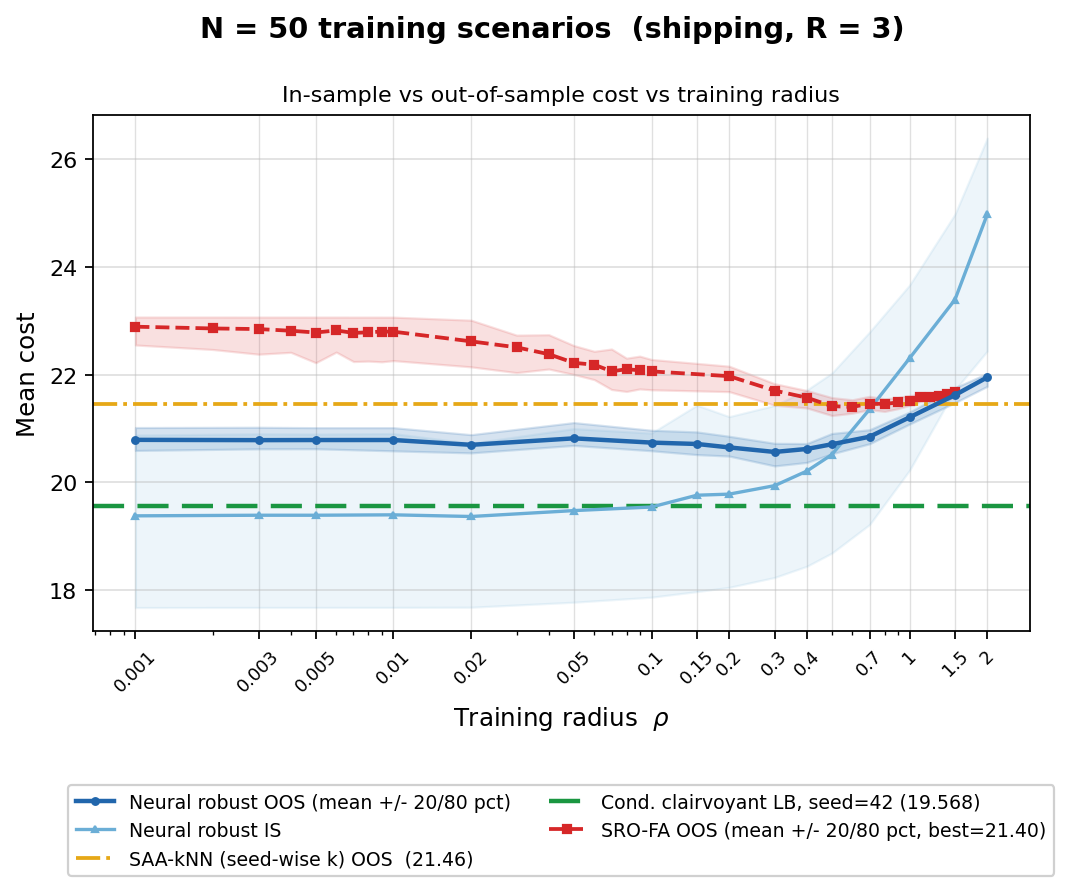 N = 50 training scenarios  (shipping, R = 3)
In-sample vs out-of-sample cost vs training radius
Mean cost
26
24
22
20
18
0.001
0.003
0.005
0.01
0.02
0.05
0.1
0.15
0.2
0.3
0.4
0.7
1
1.5
2
Training radius  ρ
Neural robust OOS (mean +/- 20/80 pct)
Neural robust IS
SAA-kNN (seed-wise k) OOS  (21.46)
Cond. clairvoyant LB, seed=42 (19.568)
SRO-FA OOS (mean +/- 20/80 pct, best=21.40)